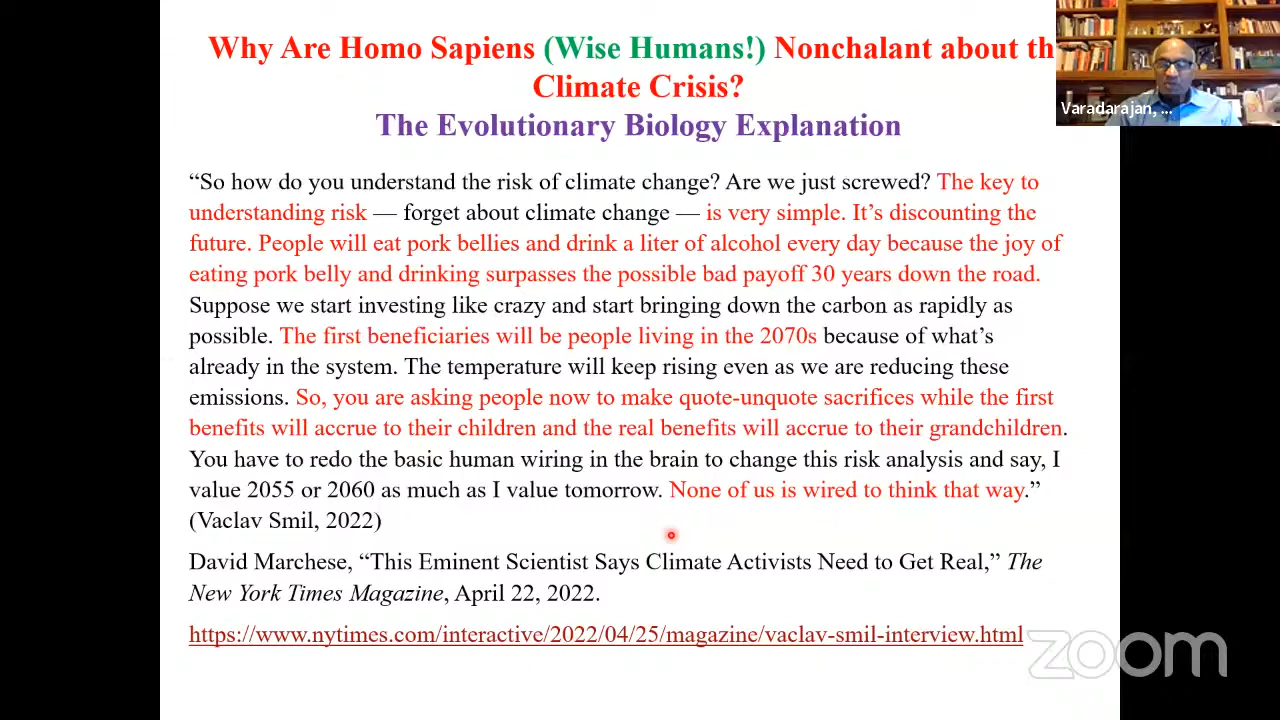 Why Are Homo Sapiens (Wise Humans!) Nonchalant about th
Climate Crisis?
The Evolutionary Biology Explanation
Varadarajan, ...
“So how do you understand the risk of climate change? Are we just screwed? The key to
understanding risk — forget about climate change — is very simple. It’s discounting the
future. People will eat pork bellies and drink a liter of alcohol every day because the joy of
eating pork belly and drinking surpasses the possible bad payoff 30 years down the road.
Suppose we start investing like crazy and start bringing down the carbon as rapidly as
possible. The first beneficiaries will be people living in the 2070s because of what’s
already in the system. The temperature will keep rising even as we are reducing these
emissions. So, you are asking people now to make quote-unquote sacrifices while the first
benefits will accrue to their children and the real benefits will accrue to their grandchildren.
You have to redo the basic human wiring in the brain to change this risk analysis and say, I
value 2055 or 2060 as much as I value tomorrow. None of us is wired to think that way.”
(Vaclav Smil, 2022)
David Marchese, “This Eminent Scientist Says Climate Activists Need to Get Real,” The
New York Times Magazine, April 22, 2022.
https://www.nytimes.com/interactive/2022/04/25/magazine/vaclav-smil-interview.html
zoom